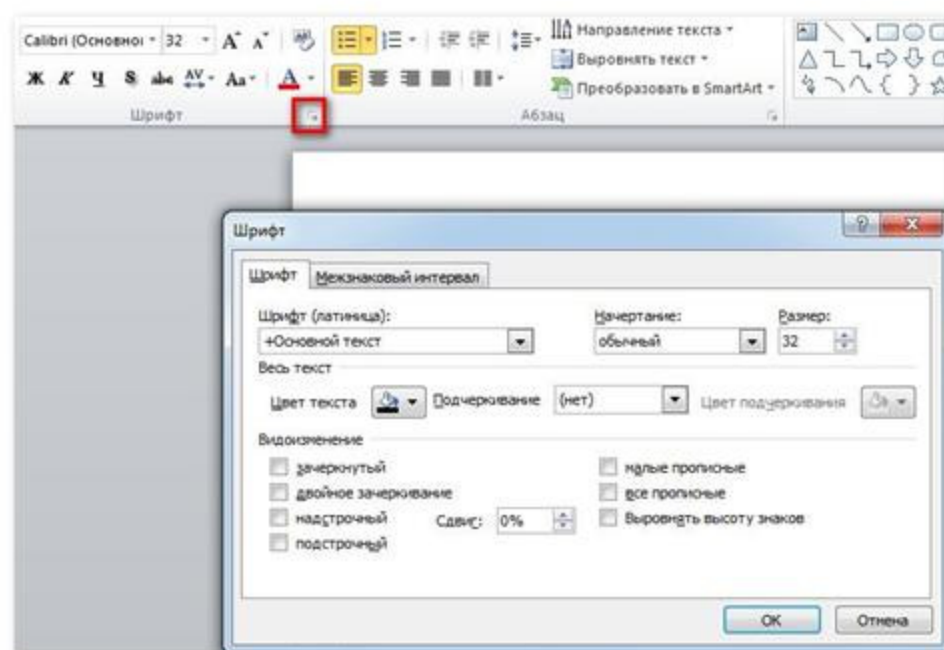 Calibri (Основної 32 А А Направление текста
Выровнять текст
Ж К Ч S abc AV Aa А Преобразовать в SmartArt
Шрифт Абзац
Шрифт
Шрифт Межзнаковый интервал
Шрифт (латиница): Начертание: Размер:
+Основной текст обычный 32
Весь текст
Цвет текста Подчеркивание (нет) Цвет подчеркивания
Видоизменение
зачеркнутый малые прописные
двойное зачеркивание все прописные
надстрочный Сдвиг: 0% Выровнять высоту знаков
подстрочный
ОК Отмена